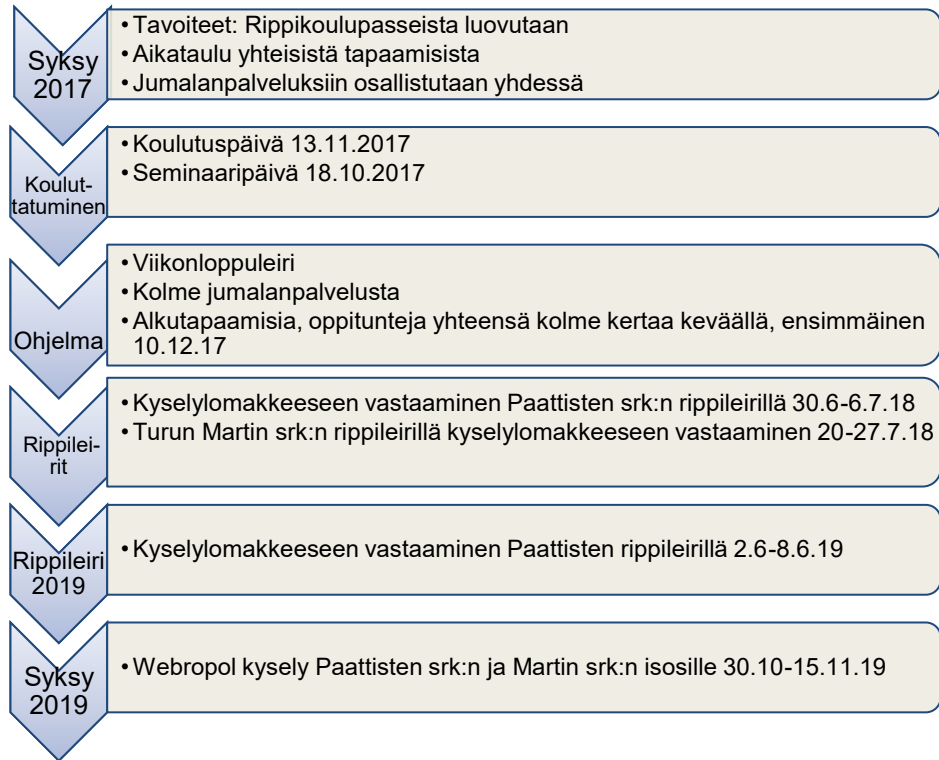 Syksy
2017
• Tavoiteet: Rippikoulupasseista luovutaan
• Aikataulu yhteisistä tapaamisista
• Jumalanpalveluksiin osallistutaan yhdessä
Koulut-
tatuminen
• Koulutuspäivä 13.11.2017
• Seminaaripäivä 18.10.2017
Ohjelma
• Viikonloppuleiri
• Kolme jumalanpalvelusta
• Alkutapaamisia, oppitunteja yhteensä kolme kertaa keväällä, ensimmäinen
10.12.17
Rippilei-
rit
• Kyselylomakkeeseen vastaaminen Paattisten srk:n rippileirillä 30.6-6.7.18
• Turun Martin srk:n rippileirillä kyselylomakkeeseen vastaaminen 20-27.7.18
Rippileiri
2019
• Kyselylomakkeeseen vastaaminen Paattisten rippileirillä 2.6-8.6.19
Syksy
2019
• Webropol kysely Paattisten srk:n ja Martin srk:n isosille 30.10-15.11.19